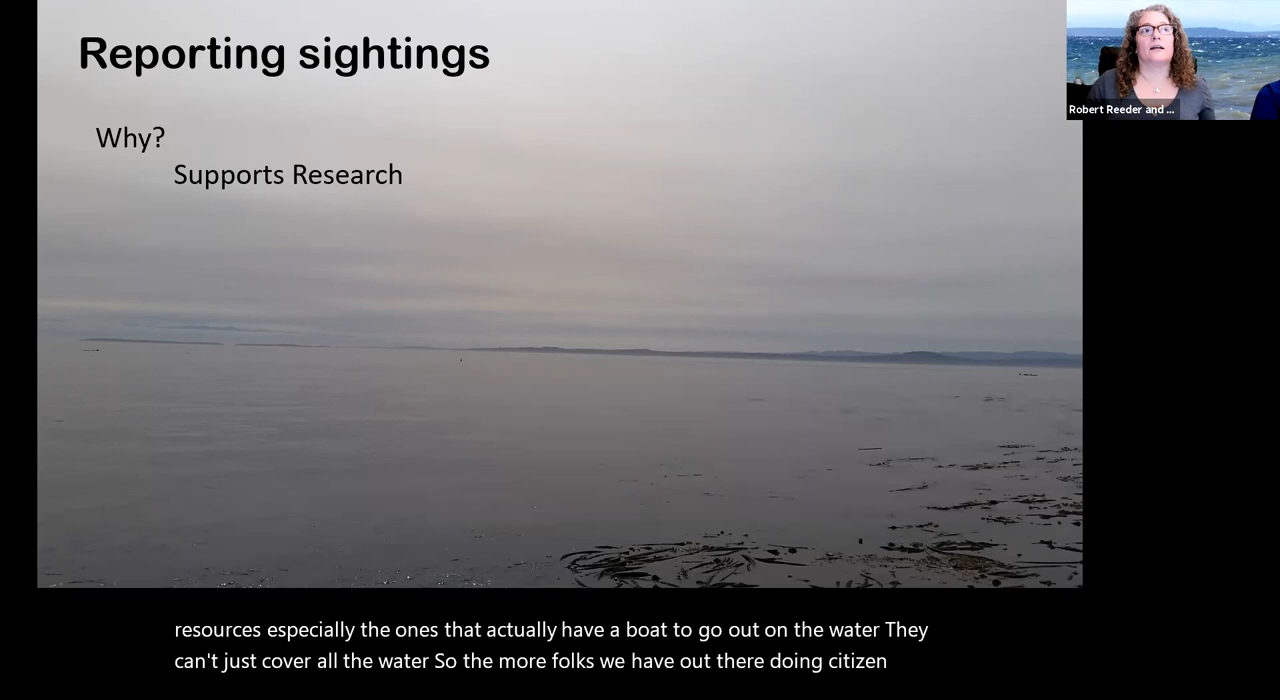 Reporting sightings
Why?
Supports Research
Robert Reeder and ...
resources especially the ones that actually have a boat to go out on the water They
can't just cover all the water So the more folks we have out there doing citizen